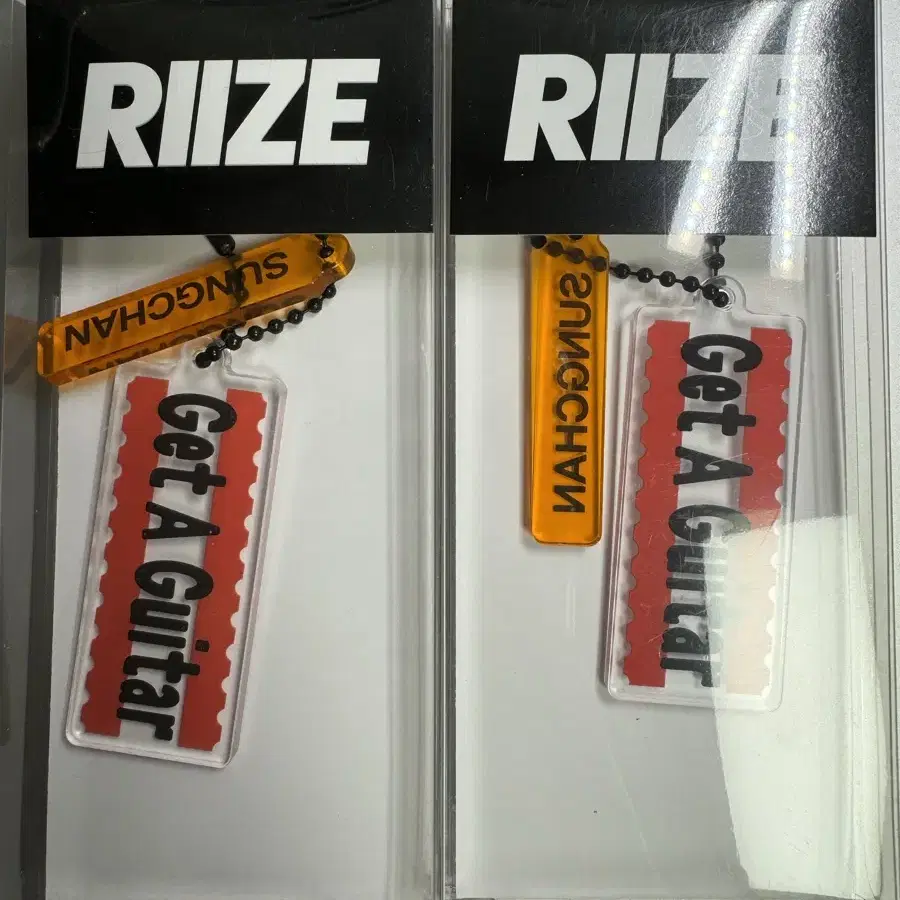 RIIZE
SUNGCHAN
Get A Guitar
RIIZE
SUNGCHAN
Get A Guitar